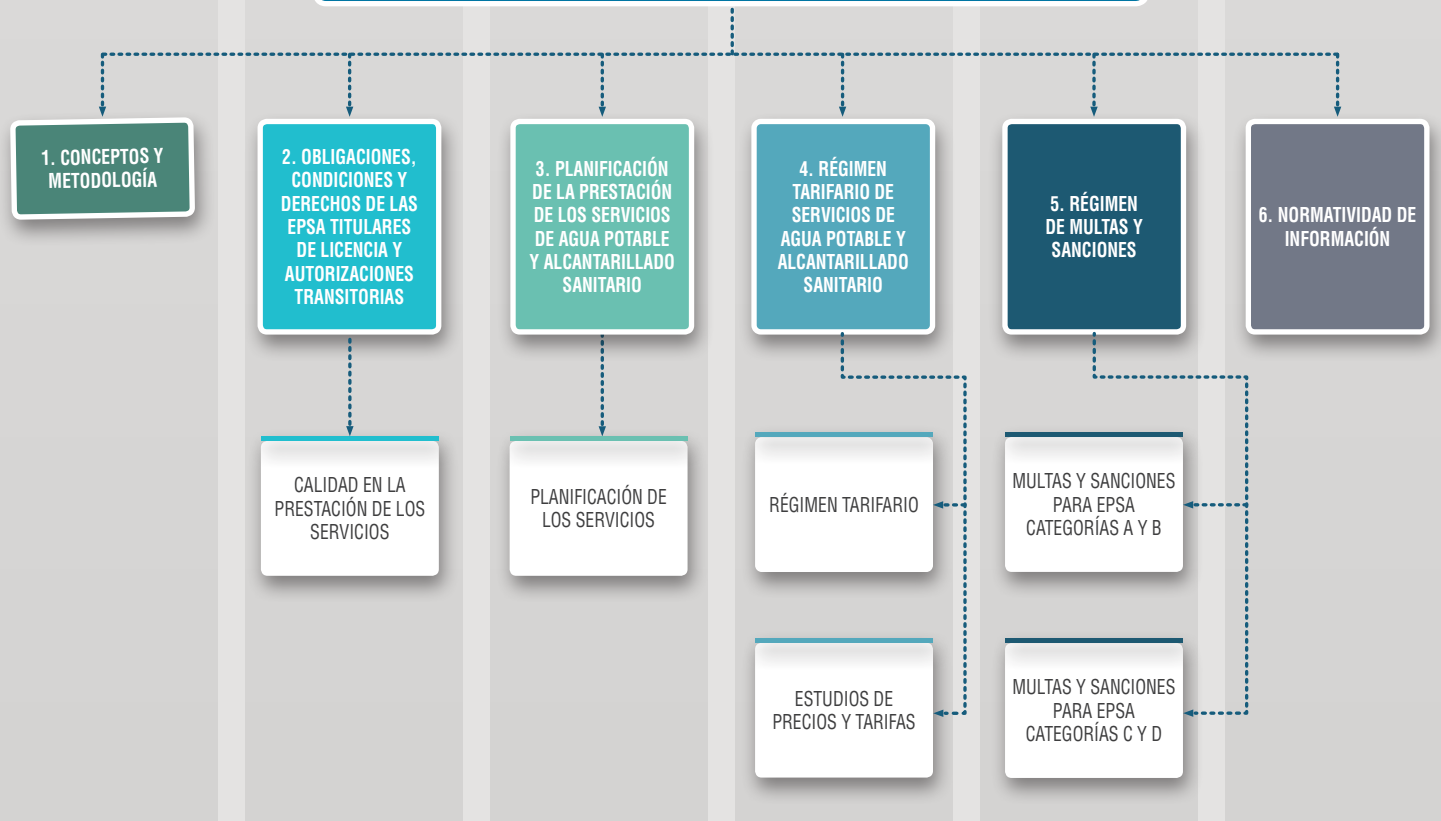 1. CONCEPTOS Y
METODOLOGÍA
2. OBLIGACIONES,
CONDICIONES Y
DERECHOS DE LAS
EPSA TITULARES
DE LICENCIA Y
AUTORIZACIONES
TRANSITORIAS
3. PLANIFICACIÓN
DE LA PRESTACIÓN
DE LOS SERVICIOS
DE AGUA POTABLE
Y ALCANTARILLADO
SANITARIO
4. RÉGIMEN
TARIFARIO DE
SERVICIOS DE
AGUA POTABLE Y
ALCANTARILLADO
SANITARIO
5. RÉGIMEN
DE MULTAS Y
SANCIONES
6. NORMATIVIDAD DE
INFORMACIÓN
CALIDAD EN LA
PRESTACIÓN DE LOS
SERVICIOS
PLANIFICACIÓN DE
LOS SERVICIOS
RÉGIMEN TARIFARIO
MULTAS Y SANCIONES
PARA EPSA
CATEGORÍAS A Y B
ESTUDIOS DE
PRECIOS Y TARIFAS
MULTAS Y SANCIONES
PARA EPSA
CATEGORÍAS C Y D